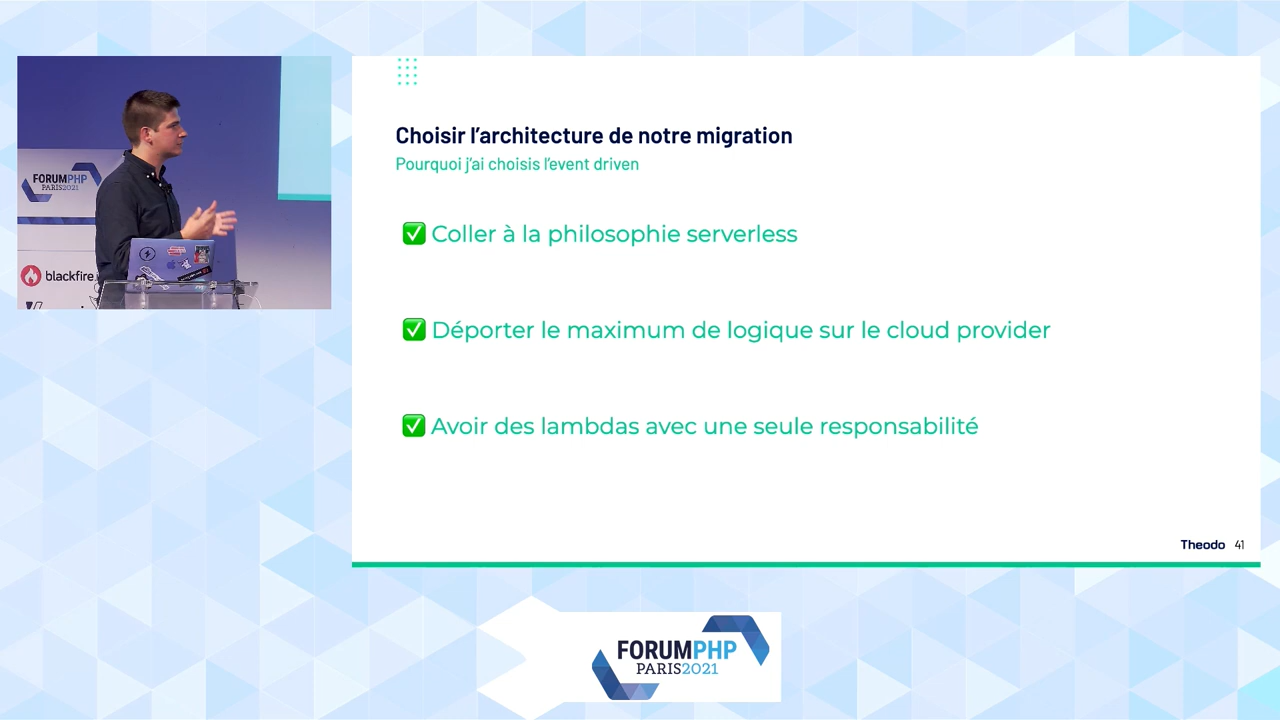 FORUMPHP
PARIS2021
blackfire.
Choisir l'architecture de notre migration
Pourquoi j'ai choisis l'event driven
✅ Coller à la philosophie serverless
✅ Déporter le maximum de logique sur le cloud provider
✅ Avoir des lambdas avec une seule responsabilité
Theodo 41
FORUMPHP
PARIS2021